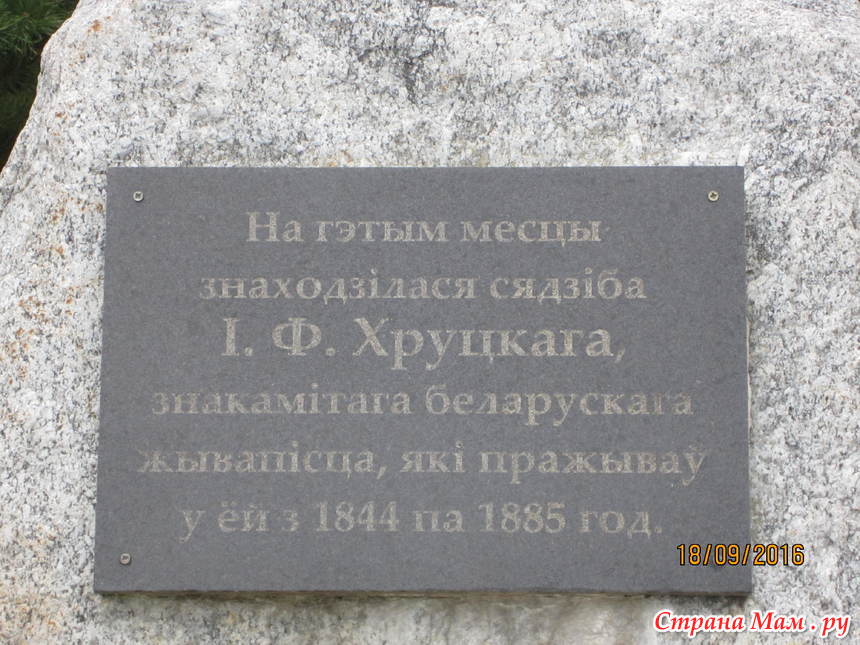 На гэтым месцы
знаходзілася сядзіба
І. Ф. Хруцкага,
знакамітага беларускага
жывапісца, які пражываў
у ёй з 1844 па 1885 год.
18/09/2016
Страна Мам . ру